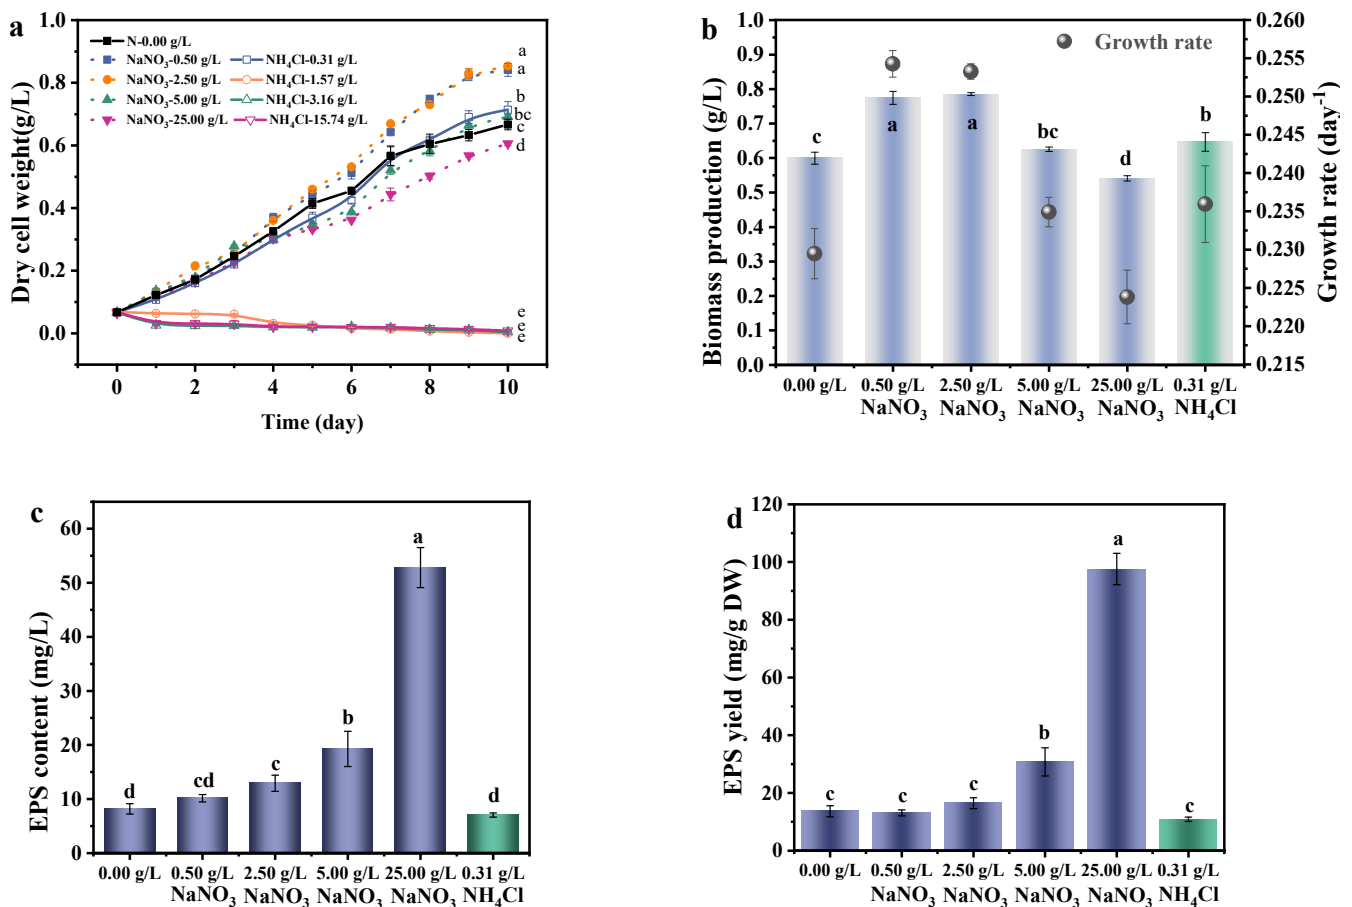 a
N-0.00 g/L
NaNO₃-0.50 g/L NH₄Cl-0.31 g/L
NaNO₃-2.50 g/L NH₄Cl-1.57 g/L
NaNO₃-5.00 g/L NH₄Cl-3.16 g/L
NaNO₃-25.00 g/L NH₄Cl-15.74 g/L
Dry cell weight(g/L)
1.0
0.8
0.6
0.4
0.2
0.0
a
a
b
bc
c
d
e
e
e
0 2 4 6 8 10
Time (day)
b
Growth rate
Biomass production (g/L)
1.0
0.9
0.8
0.7
0.6
0.5
0.4
0.3
0.2
0.1
0.0
c a a bc d b
0.260
0.255
0.250
0.245
0.240
0.235
0.230
0.225
0.220
0.215
Growth rate (day⁻¹)
0.00 g/L 0.50 g/L 2.50 g/L 5.00 g/L 25.00 g/L 0.31 g/L
NaNO₃ NaNO₃ NaNO₃ NaNO₃ NH₄Cl
c
EPS content (mg/L)
60
50
40
30
20
10
0
d cd c b a d
0.00 g/L 0.50 g/L 2.50 g/L 5.00 g/L 25.00 g/L 0.31 g/L
NaNO₃ NaNO₃ NaNO₃ NaNO₃ NH₄Cl
d
EPS yield (mg/g DW)
120
100
80
60
40
20
0
c c c b a c
0.00 g/L 0.50 g/L 2.50 g/L 5.00 g/L 25.00 g/L 0.31 g/L
NaNO₃ NaNO₃ NaNO₃ NaNO₃ NH₄Cl